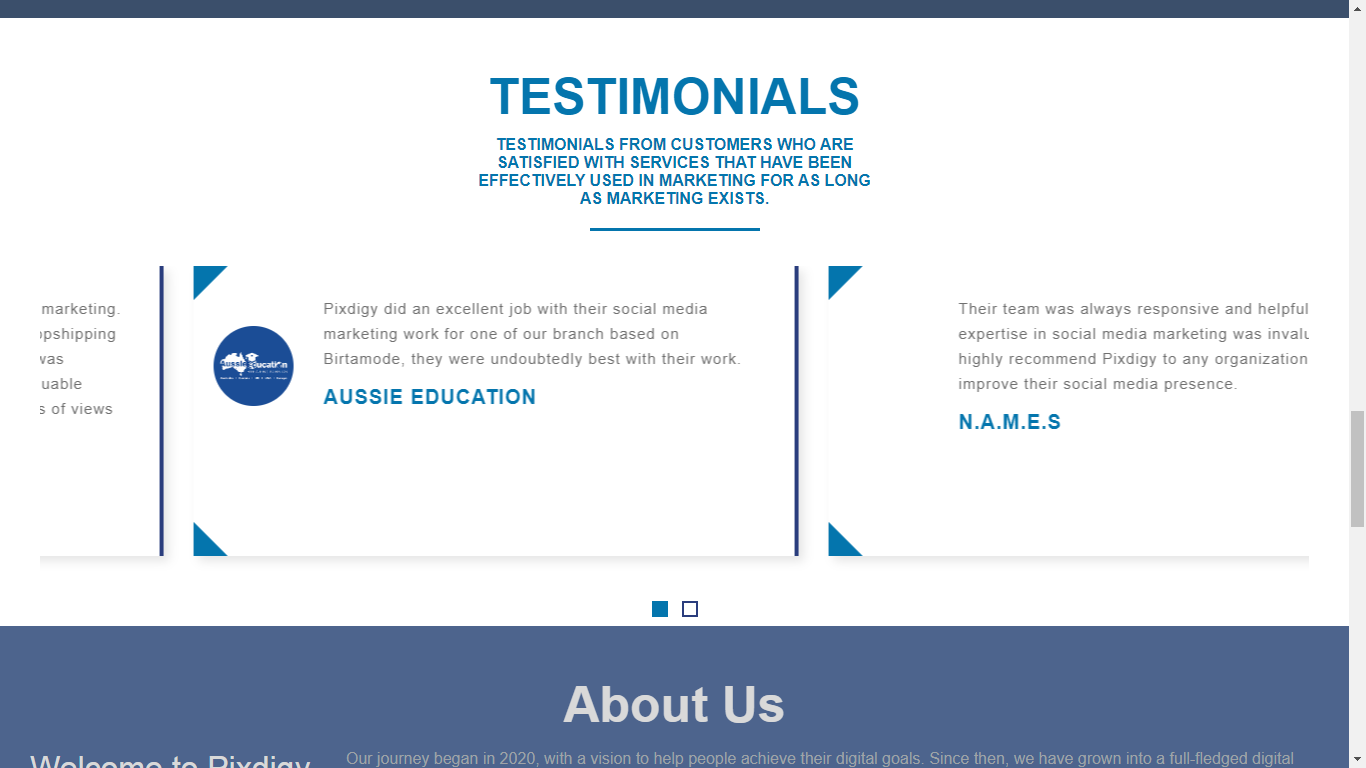 TESTIMONIALS
TESTIMONIALS FROM CUSTOMERS WHO ARE
SATISFIED WITH SERVICES THAT HAVE BEEN
EFFECTIVELY USED IN MARKETING FOR AS LONG
AS MARKETING EXISTS.
marketing.
opshipping
was
uable
s of views
Pixdigy did an excellent job with their social media
marketing work for one of our branch based on
Birtamode, they were undoubtedly best with their work.
AUSSIE EDUCATION
Their team was always responsive and helpful
expertise in social media marketing was invalu
highly recommend Pixdigy to any organization
improve their social media presence.
N.A.M.E.S
About Us
Welcome to Pixdigy
Our journey began in 2020, with a vision to help people achieve their digital goals. Since then, we have grown into a full-fledged digital